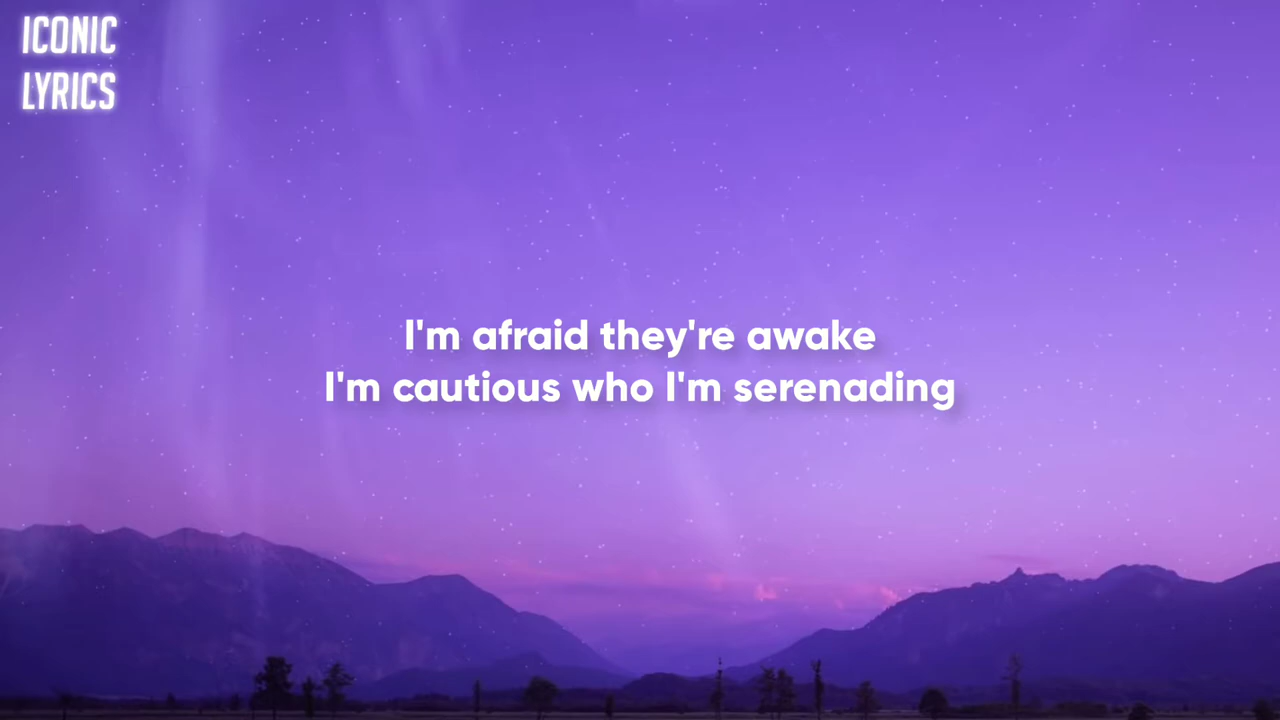 ICONIC
LYRICS
I'm afraid they're awake
I'm cautious who I'm serenading